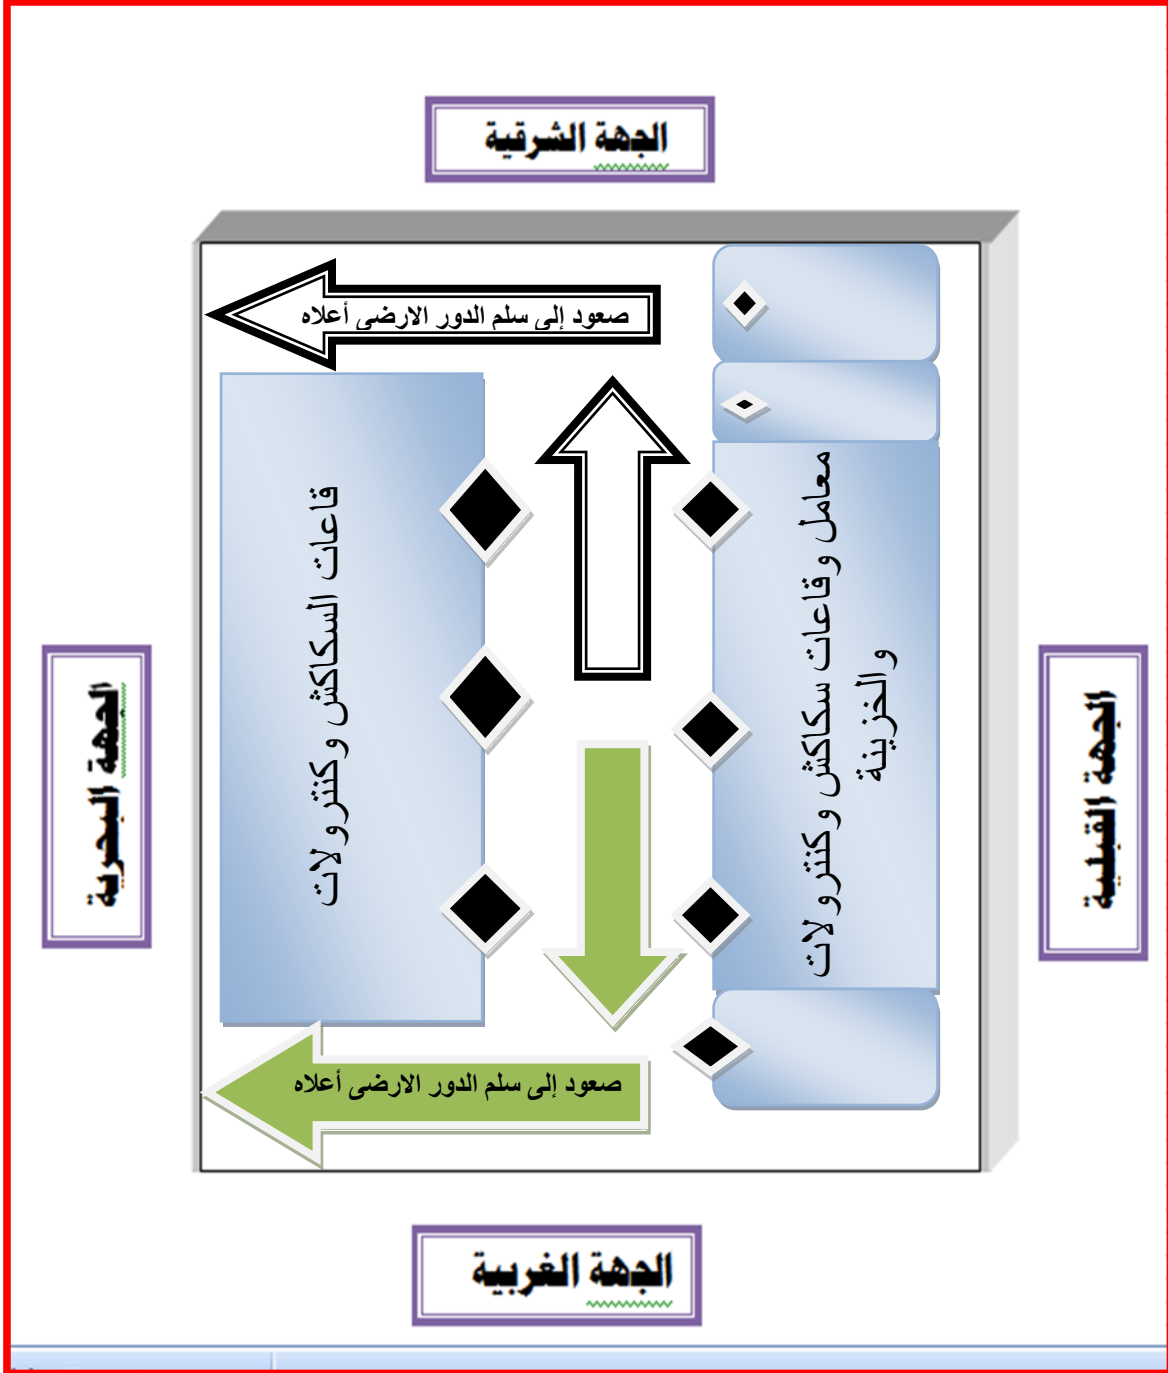 الجهة الشرقية
صعود إلى سلم الدور الارضى أعلاه
قاعات السكاكش وكنترولات
معامل وقاعات سكاكش وكنترولات
والخزينة
الجهة البحرية
الجهة القبلية
صعود إلى سلم الدور الارضى أعلاه
الجهة الغربية